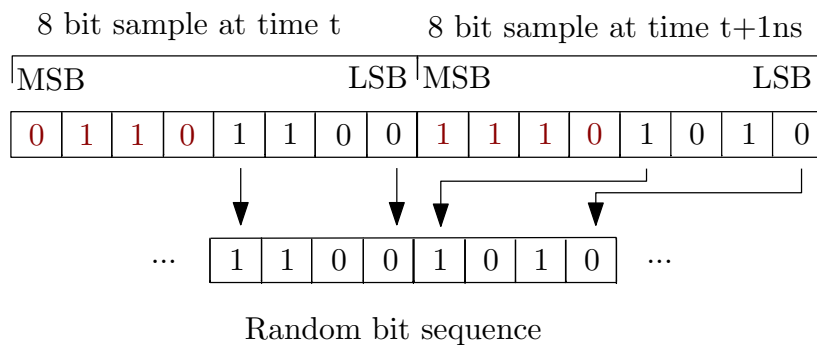 8 bit sample at time t 8 bit sample at time t+1ns
MSB LSB MSB LSB
0 1 1 0 1 1 0 0 1 1 1 0 1 0 1 0
... 1 1 0 0 1 0 1 0 ...
Random bit sequence